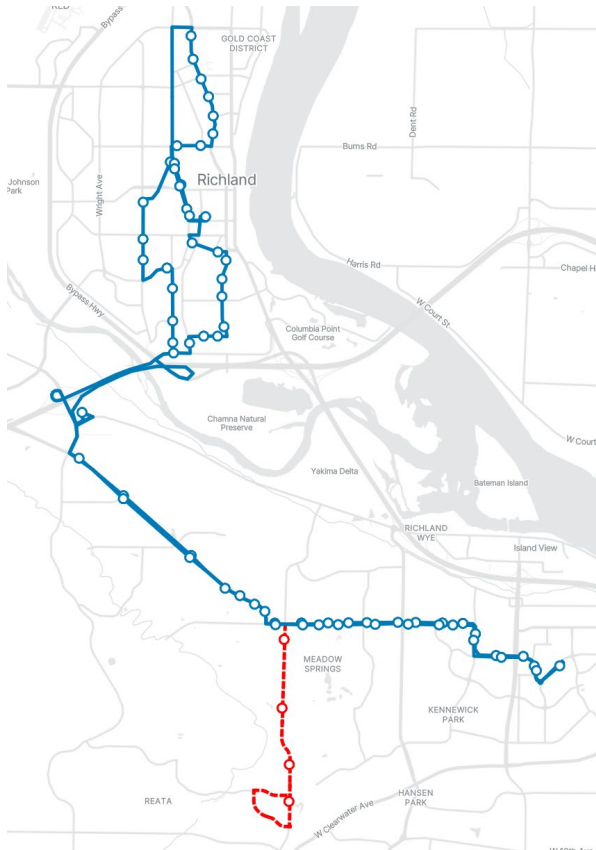 Bypass
GOLD COAST
DISTRICT
Burns Rd
Dent Rd
Johnson
Park
Wright Ave
Richland
Harris Rd
Chapel H
Bypass Hwy
W Court St
Columbia Point
Golf Course
Chamna Natural
Preserve
W Court
Yakima Delta
Bateman Island
RICHLAND
WYE
Island View
MEADOW
SPRINGS
KENNEWICK
PARK
REATA
HANSEN
PARK
W Clearwater Ave